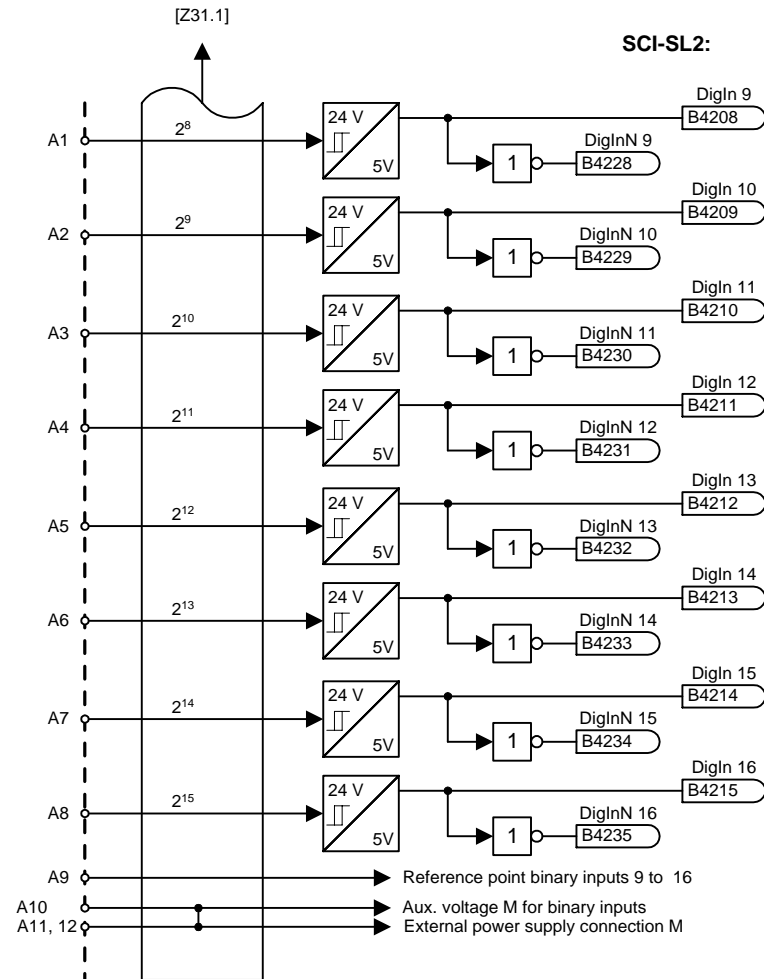 [Z31.1]
SCI-SL2:
DigIn 9
24 V
B4208
A1
2⁸
DigInN 9
5V
1
B4228
DigIn 10
24 V
B4209
A2
2⁹
DigInN 10
5V
1
B4229
DigIn 11
24 V
B4210
A3
2¹⁰
DigInN 11
5V
1
B4230
DigIn 12
24 V
B4211
A4
2¹¹
DigInN 12
5V
1
B4231
DigIn 13
24 V
B4212
A5
2¹²
DigInN 13
5V
1
B4232
DigIn 14
24 V
B4213
A6
2¹³
DigInN 14
5V
1
B4233
DigIn 15
24 V
B4214
A7
2¹⁴
DigInN 15
5V
1
B4234
DigIn 16
24 V
B4215
A8
2¹⁵
DigInN 16
5V
1
B4235
A9
Reference point binary inputs 9 to 16
A10
Aux. voltage M for binary inputs
A11, 12
External power supply connection M